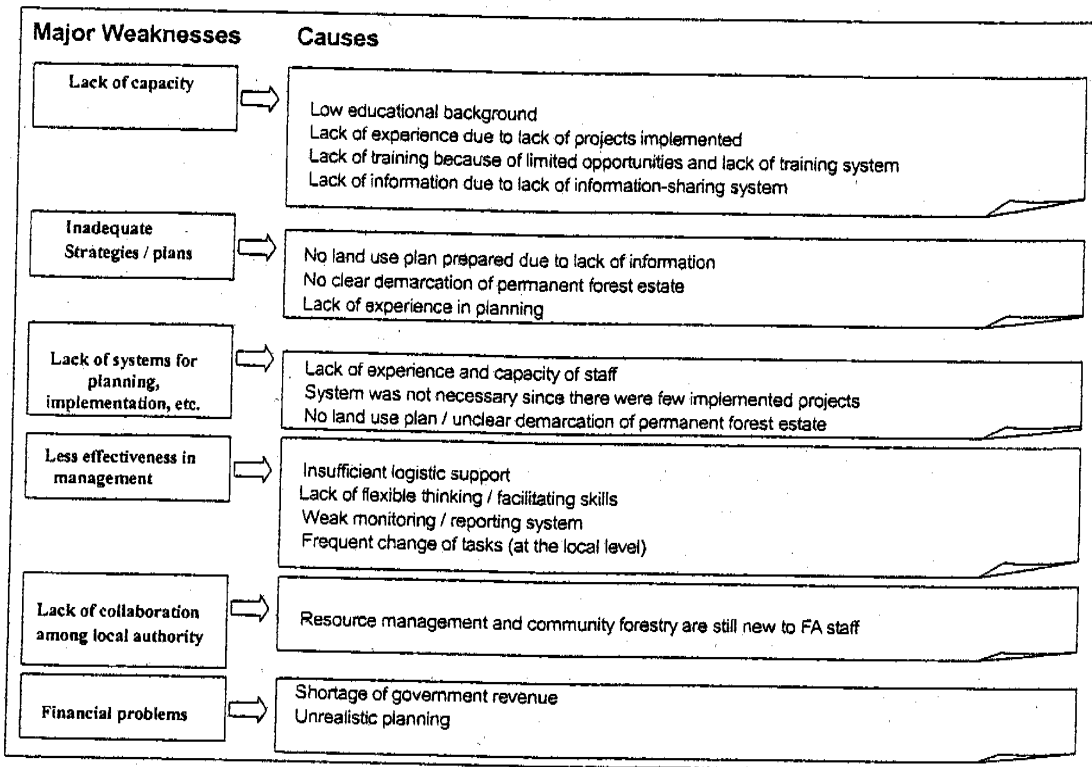 Major Weaknesses
Causes
Lack of capacity
Low educational background
Lack of experience due to lack of projects implemented
Lack of training because of limited opportunities and lack of training system
Lack of information due to lack of information-sharing system
Inadequate
Strategies / plans
No land use plan prepared due to lack of information
No clear demarcation of permanent forest estate
Lack of experience in planning
Lack of systems for
planning,
implementation, etc.
Lack of experience and capacity of staff
System was not necessary since there were few implemented projects
No land use plan / unclear demarcation of permanent forest estate
Less effectiveness in
management
Insufficient logistic support
Lack of flexible thinking / facilitating skills
Weak monitoring / reporting system
Frequent change of tasks (at the local level)
Lack of collaboration
among local authority
Resource management and community forestry are still new to FA staff
Financial problems
Shortage of government revenue
Unrealistic planning